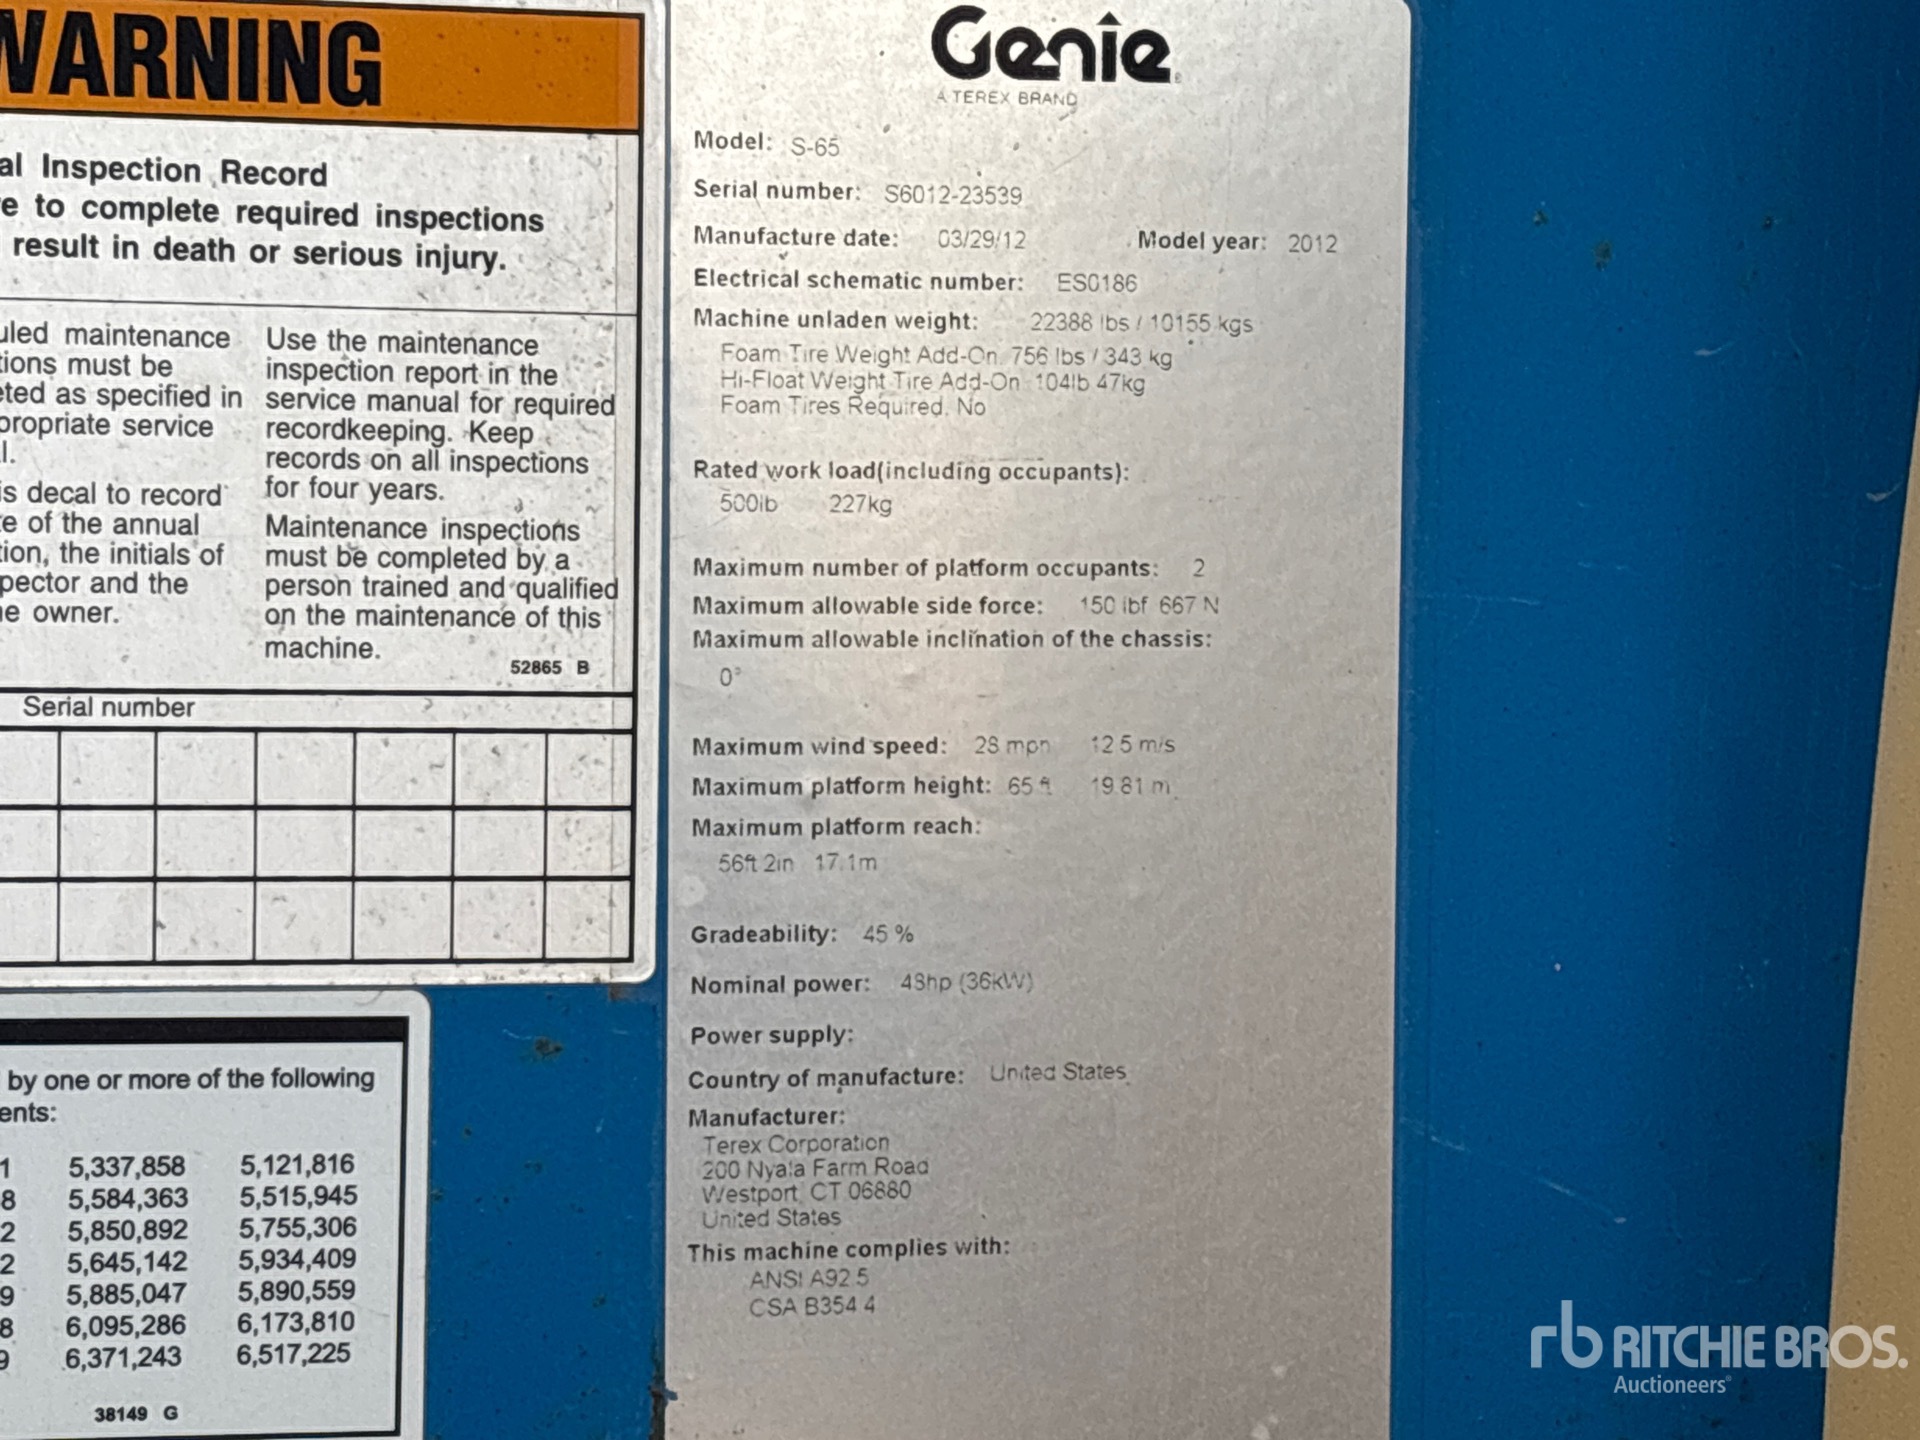 WARNING
al Inspection Record
e to complete required inspections
result in death or serious injury.
uled maintenance
tions must be
eted as specified in
propriate service
l.
is decal to record
e of the annual
tion, the initials of
pector and the
e owner.
Use the maintenance
inspection report in the
service manual for required
recordkeeping. Keep
records on all inspections
for four years.
Maintenance inspections
must be completed by a
person trained and qualified
on the maintenance of this
machine.
52865 B
Serial number
by one or more of the following
ents:
1 5,337,858 5,121,816
8 5,584,363 5,515,945
2 5,850,892 5,755,306
2 5,645,142 5,934,409
9 5,885,047 5,890,559
8 6,095,286 6,173,810
9 6,371,243 6,517,225
38149 G
Genie
A TEREX BRAND
Model: S-65
Serial number: S6012-23539
Manufacture date: 03/29/12 Model year: 2012
Electrical schematic number: ES0186
Machine unladen weight: 22388 lbs / 10155 kgs
Foam Tire Weight Add-On. 756 lbs / 343 kg
Hi-Float Weight Tire Add-On 104lb 47kg
Foam Tires Required. No
Rated work load(including occupants):
500lb 227kg
Maximum number of platform occupants: 2
Maximum allowable side force: 150 lbf 667 N
Maximum allowable inclination of the chassis:
0°
Maximum wind speed: 28 mph 12.5 m/s
Maximum platform height: 65 ft 19.81 m
Maximum platform reach:
56ft 2in 17.1m
Gradeability: 45 %
Nominal power: 48hp (36kW)
Power supply:
Country of manufacture: United States
Manufacturer:
Terex Corporation
200 Nyala Farm Road
Westport, CT 06880
United States
This machine complies with:
ANSI A92.5
CSA B354.4
rb RITCHIE BROS.
Auctioneers®